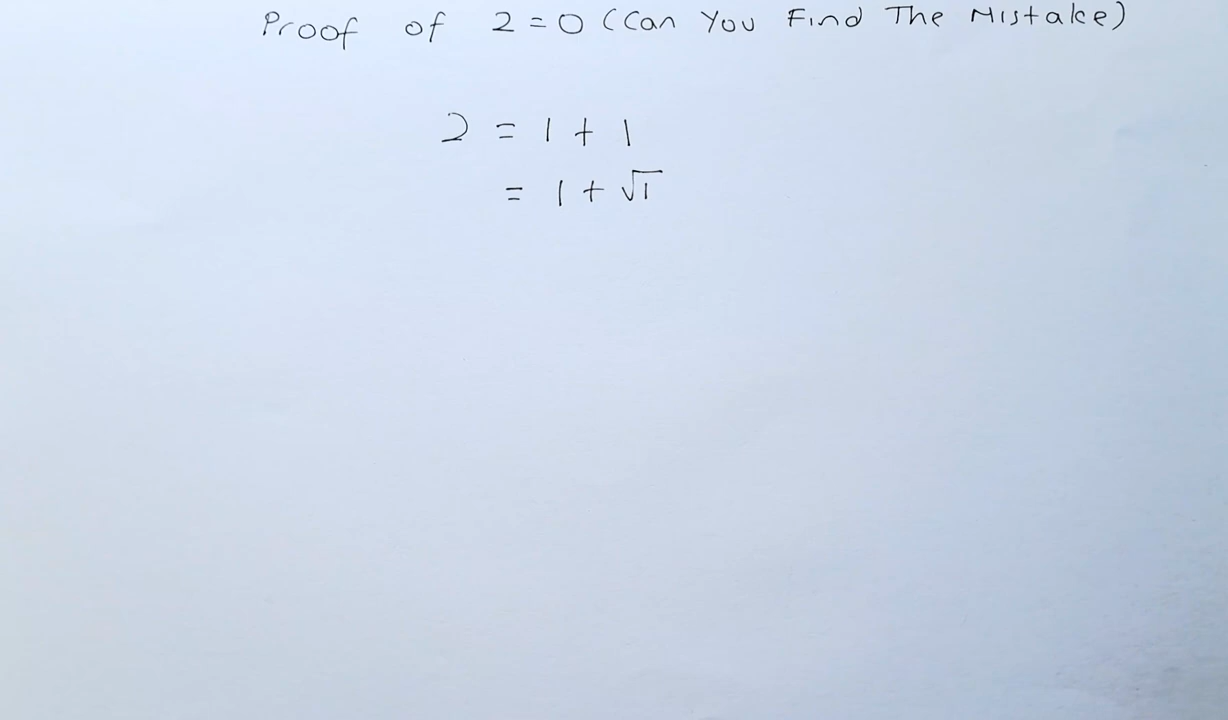 Proof of 2 = 0 (Can You Find The Mistake)
2 = 1 + 1
= 1 + √1